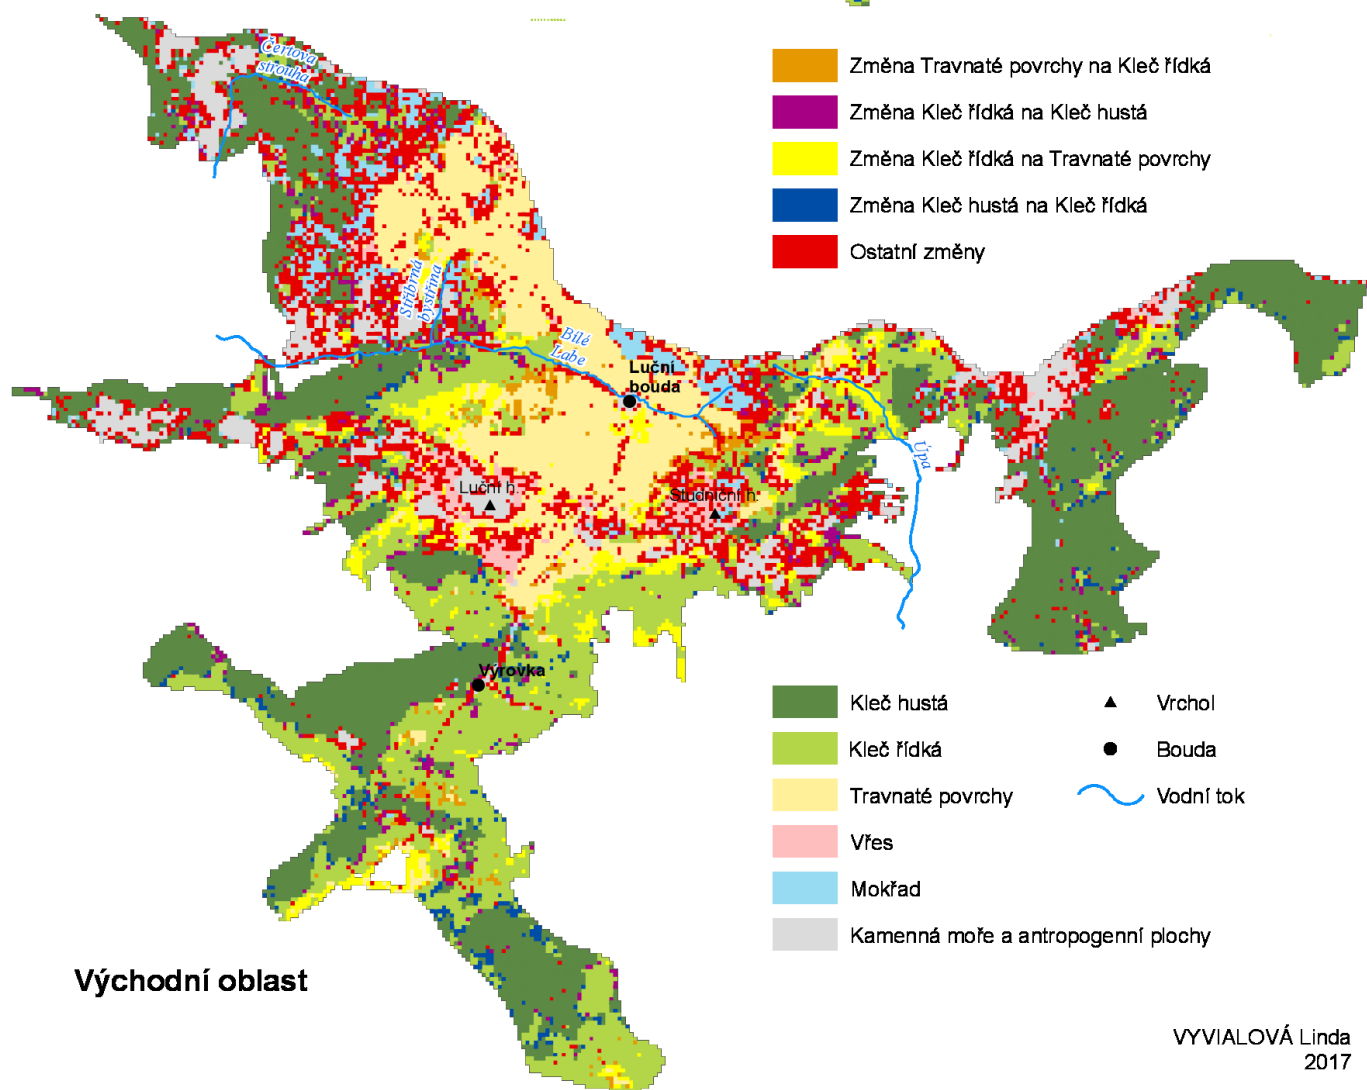 Čertova
strouha
Změna Travnaté povrchy na Kleč řídká
Změna Kleč řídká na Kleč hustá
Změna Kleč řídká na Travnaté povrchy
Změna Kleč hustá na Kleč řídká
Ostatní změny
Stříbrná
bystřina
Bílé
Labe
Luční
bouda
Úpa
Luční h.
Studniční h.
Výrovka
Kleč hustá
Kleč řídká
Travnaté povrchy
Vřes
Mokřad
Kamenná moře a antropogenní plochy
Vrchol
Bouda
Vodní tok
Východní oblast
VYVIALOVÁ Linda
2017